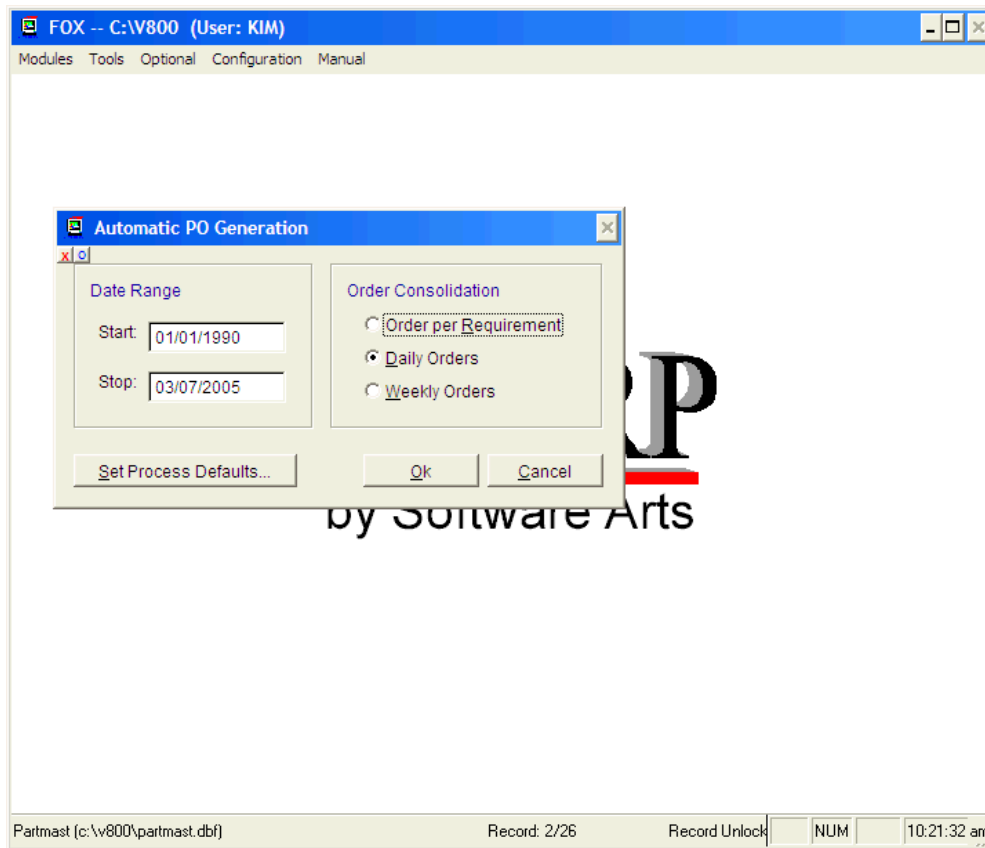 FOX -- C:\V800 (User: KIM)
Modules Tools Optional Configuration Manual
Automatic PO Generation
X O
Date Range
Start: 01/01/1990
Stop: 03/07/2005
Order Consolidation
Order per Requirement
Daily Orders
Weekly Orders
Set Process Defaults...
Ok
Cancel
RP
by Software Arts
Partmast (c:\v800\partmast.dbf) Record: 2/26 Record Unlock NUM 10:21:32 am